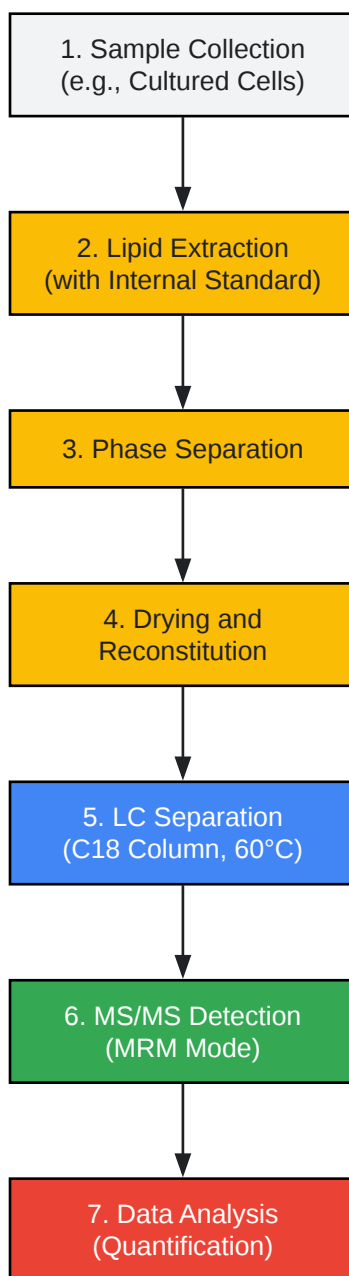 1. Sample Collection
(e.g., Cultured Cells)
2. Lipid Extraction
(with Internal Standard)
3. Phase Separation
4. Drying and
Reconstitution
5. LC Separation
(C18 Column, 60°C)
6. MS/MS Detection
(MRM Mode)
7. Data Analysis
(Quantification)